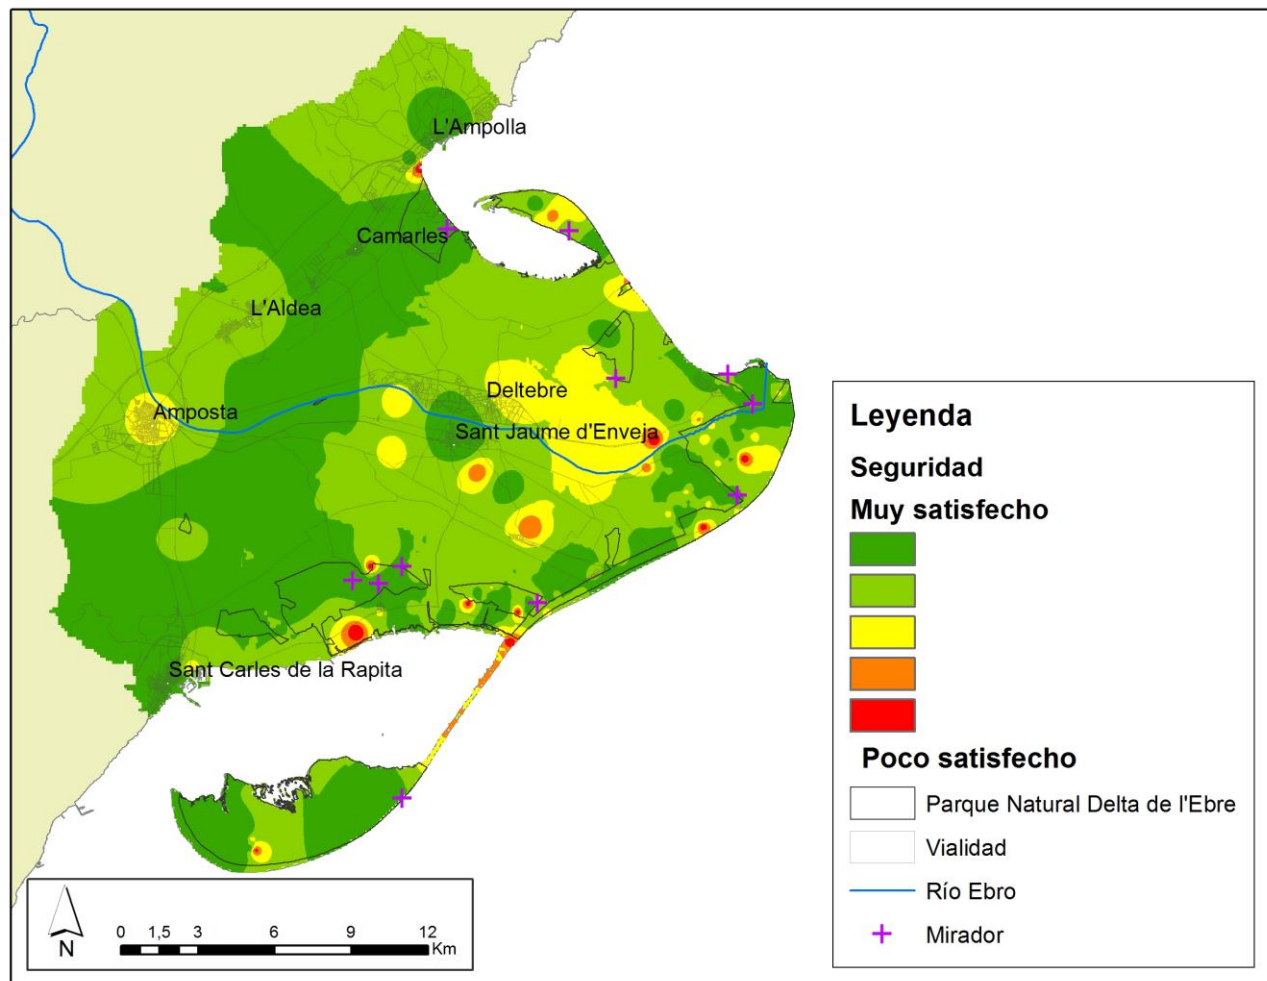 L'Ampolla
Camarles
L'Aldea
Deltebre
Amposta
Sant Jaume d'Enveja
Sant Carles de la Rapita
Leyenda
Seguridad
Muy satisfecho
Poco satisfecho
Parque Natural Delta de l'Ebre
Vialidad
Río Ebro
Mirador
N
0 1,5 3 6 9 12
Km